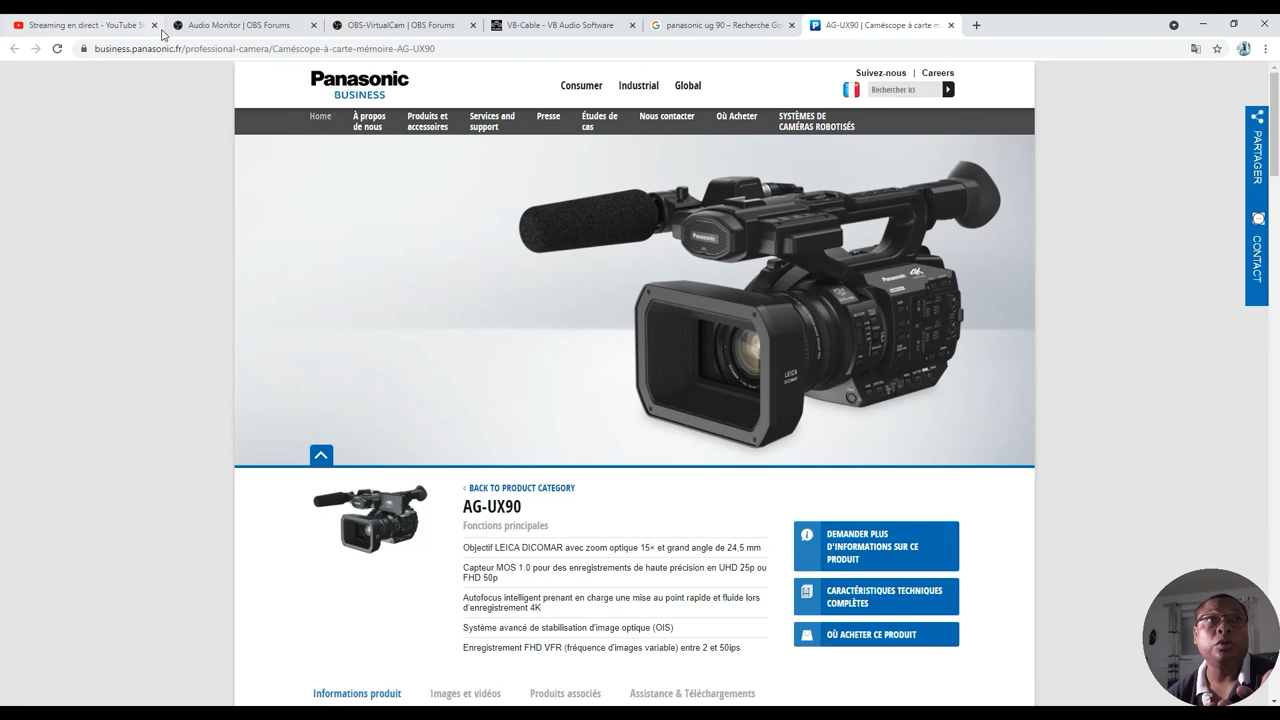 Streaming en direct - YouTube St
Audio Monitor | OBS Forums
OBS-VirtualCam | OBS Forums
VB-Cable - VB Audio Software
panasonic ug 90 – Recherche Go
AG-UX90 | Caméscope à carte m
business.panasonic.fr/professional-camera/Caméscope-à-carte-mémoire-AG-UX90
Panasonic
BUSINESS
Consumer
Industrial
Global
Suivez-nous | Careers
Rechercher ici
Home
À propos
de nous
Produits et
accessoires
Services and
support
Presse
Études de
cas
Nous contacter
Où Acheter
SYSTÈMES DE
CAMÉRAS ROBOTISÉS
PARTAGER
CONTACT
Panasonic
Panasonic
4K
LEICA
DICOMAR
‹ BACK TO PRODUCT CATEGORY
AG-UX90
Fonctions principales
Objectif LEICA DICOMAR avec zoom optique 15× et grand angle de 24,5 mm
Capteur MOS 1.0 pour des enregistrements de haute précision en UHD 25p ou
FHD 50p
Autofocus intelligent prenant en charge une mise au point rapide et fluide lors
d'enregistrement 4K
Système avancé de stabilisation d'image optique (OIS)
Enregistrement FHD VFR (fréquence d'images variable) entre 2 et 50ips
DEMANDER PLUS
D'INFORMATIONS SUR CE
PRODUIT
CARACTÉRISTIQUES TECHNIQUES
COMPLÈTES
OÙ ACHETER CE PRODUIT
Informations produit
Images et vidéos
Produits associés
Assistance & Téléchargements